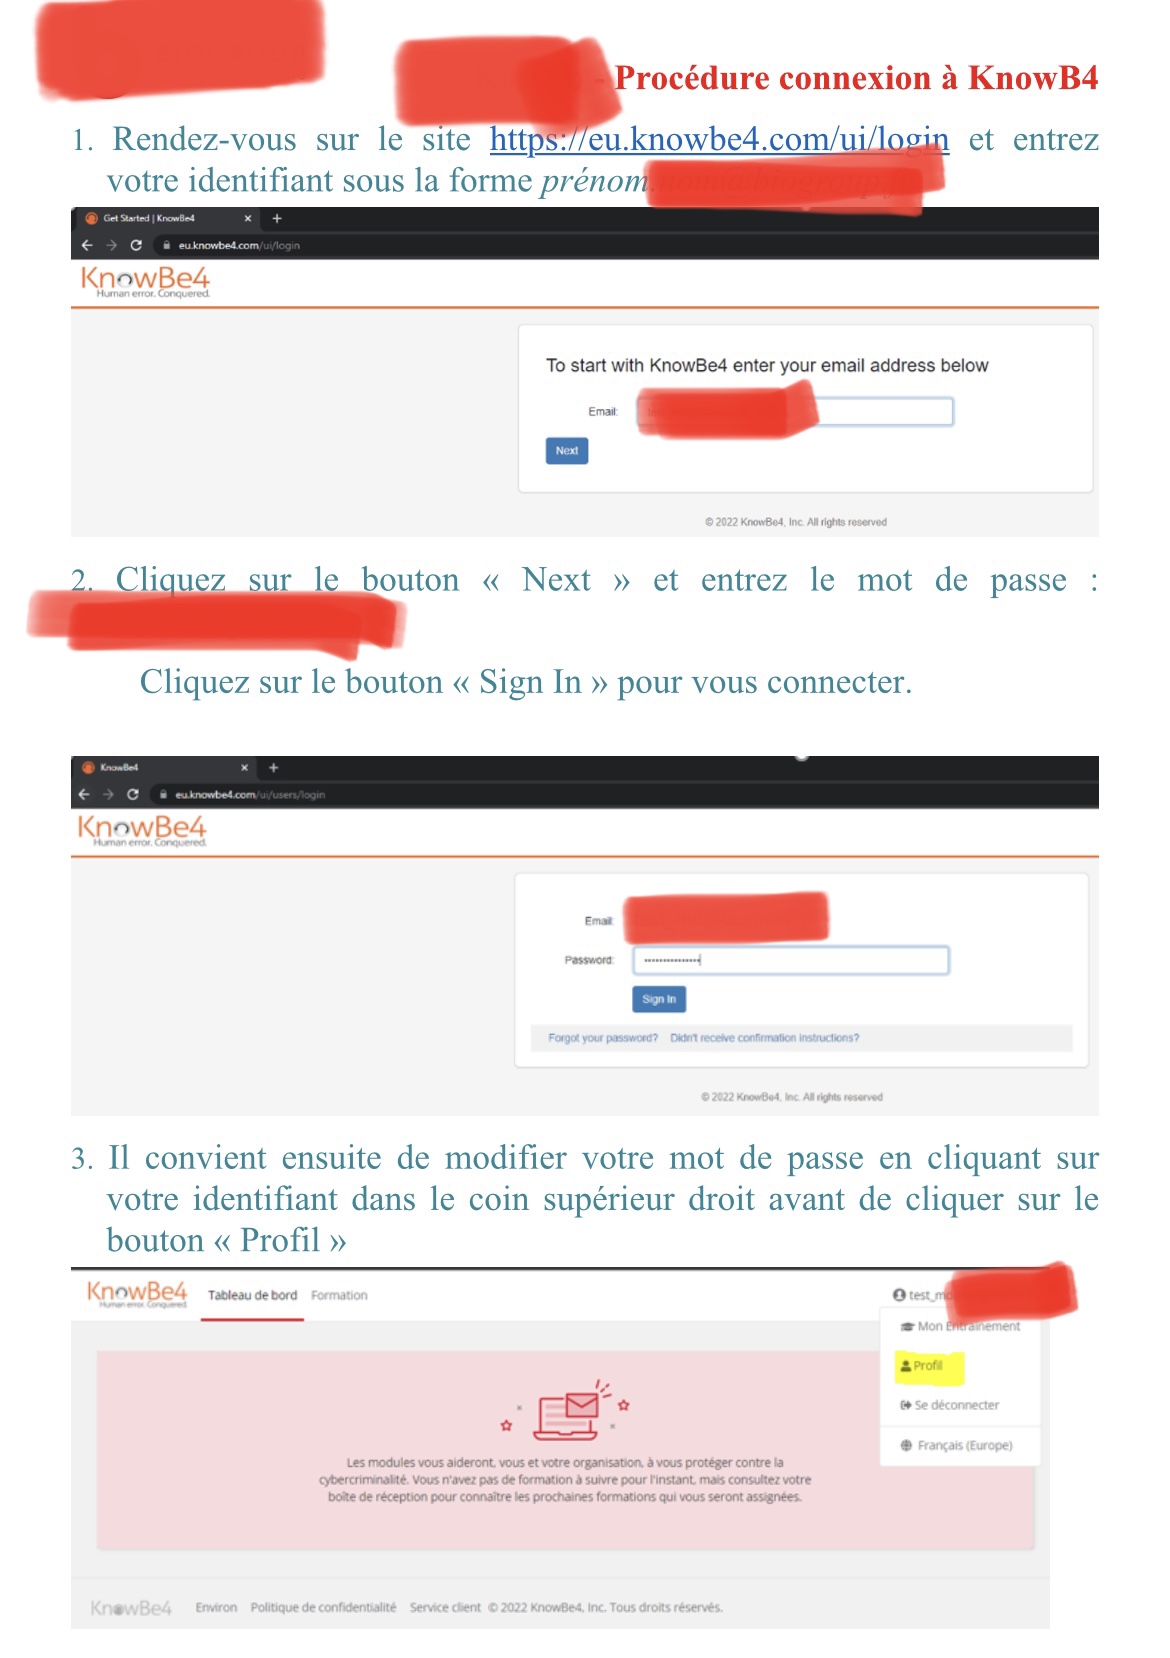 - Procédure connexion à KnowB4
1. Rendez-vous sur le site https://eu.knowbe4.com/ui/login et entrez
votre identifiant sous la forme prénom
Get Started | KnowBe4 × +
eu.knowbe4.com/ui/login
KnowBe4
Human error. Conquered.
To start with KnowBe4 enter your email address below
Email:
Next
© 2022 KnowBe4, Inc. All rights reserved
2. Cliquez sur le bouton « Next » et entrez le mot de passe :
Cliquez sur le bouton « Sign In » pour vous connecter.
KnowBe4 × +
eu.knowbe4.com/ui/users/login
KnowBe4
Human error. Conquered.
Email:
Password:
Sign In
Forgot your password? Didn't receive confirmation instructions?
© 2022 KnowBe4, Inc. All rights reserved
3. Il convient ensuite de modifier votre mot de passe en cliquant sur
votre identifiant dans le coin supérieur droit avant de cliquer sur le
bouton « Profil »
KnowBe4
Human error. Conquered.
Tableau de bord Formation
Mon Entraînement
Profil
Se déconnecter
Français (Europe)
Les modules vous aideront, vous et votre organisation, à vous protéger contre la
cybercriminalité. Vous n'avez pas de formation à suivre pour l'instant, mais consultez votre
boîte de réception pour connaître les prochaines formations qui vous seront assignées.
KnowBe4 Environ Politique de confidentialité Service client © 2022 KnowBe4, Inc. Tous droits réservés.